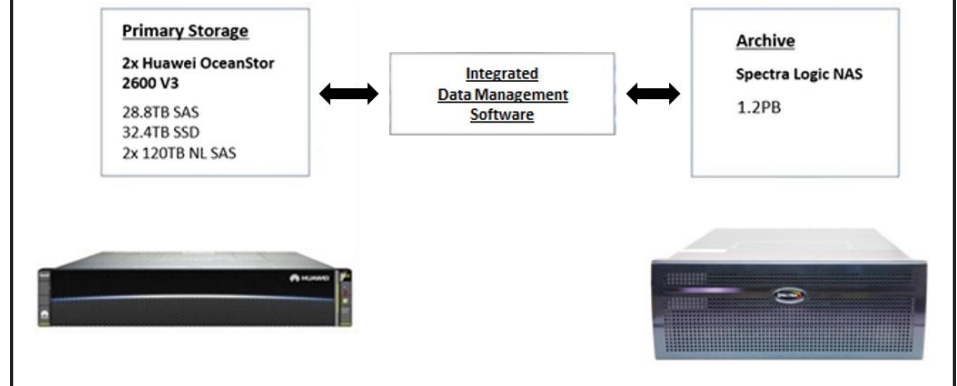 Primary Storage
2x Huawei OceanStor
2600 V3
28.8TB SAS
32.4TB SSD
2x 120TB NL SAS
Integrated
Data Management
Software
Archive
Spectra Logic NAS
1.2PB
HUAWEI
SPECTRA